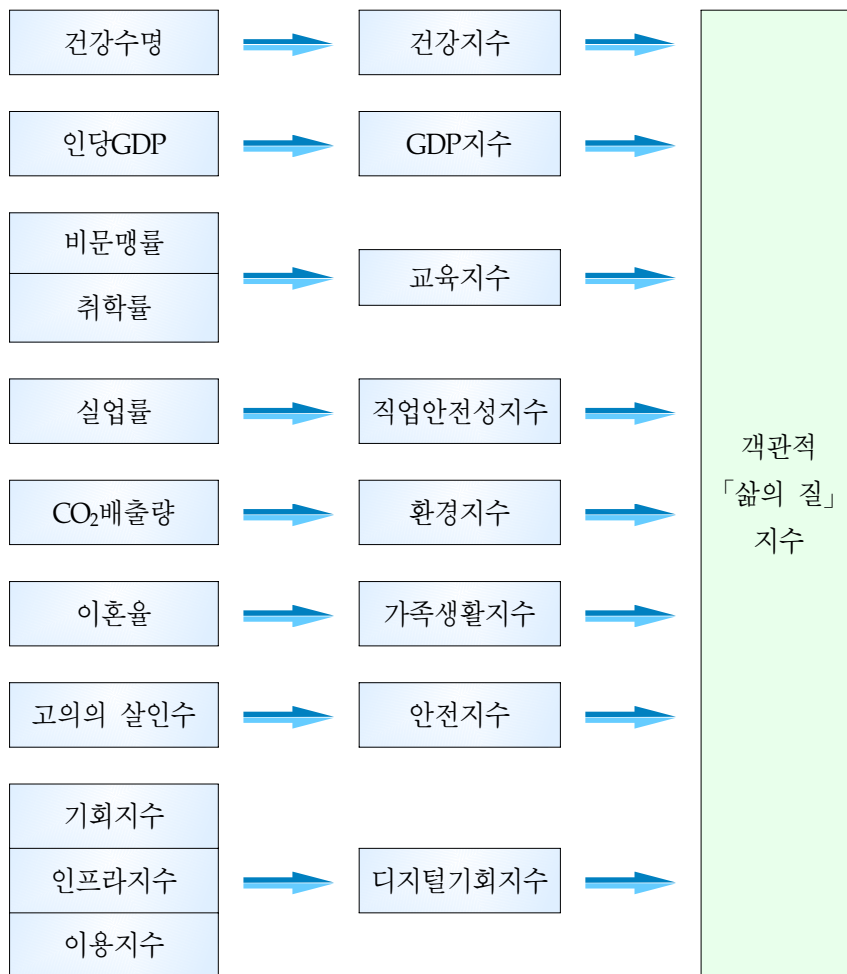 건강수명
건강지수
인당GDP
GDP지수
비문맹률
취학률
교육지수
실업률
직업안전성지수
CO₂배출량
환경지수
이혼율
가족생활지수
고의의 살인수
안전지수
기회지수
인프라지수
이용지수
디지털기회지수
객관적
「삶의 질」
지수